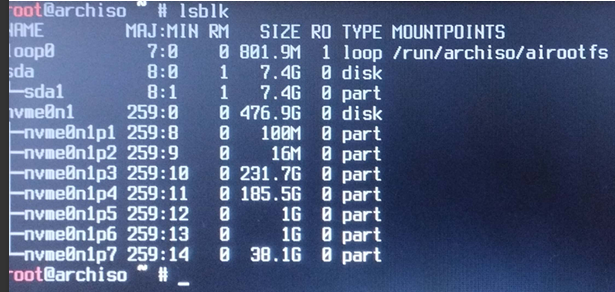 root@archiso ~ # lsblk
NAME MAJ:MIN RM SIZE RO TYPE MOUNTPOINTS
loop0 7:0 0 801.9M 1 loop /run/archiso/airootfs
sda 8:0 1 7.4G 0 disk
└─sda1 8:1 1 7.4G 0 part
nvme0n1 259:0 0 476.9G 0 disk
├─nvme0n1p1 259:8 0 100M 0 part
├─nvme0n1p2 259:9 0 16M 0 part
├─nvme0n1p3 259:10 0 231.7G 0 part
├─nvme0n1p4 259:11 0 185.5G 0 part
├─nvme0n1p5 259:12 0 1G 0 part
├─nvme0n1p6 259:13 0 1G 0 part
└─nvme0n1p7 259:14 0 38.1G 0 part
root@archiso ~ # _